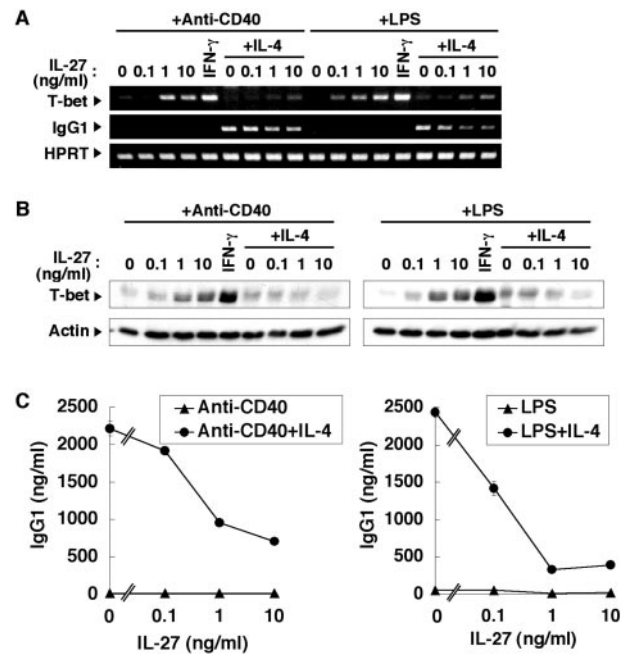 A
+Anti-CD40 +LPS
+IL-4 +IL-4
IL-27 :
(ng/ml)
0 0.1 1 10 IFN-γ 0 0.1 1 10 0 0.1 1 10 IFN-γ 0 0.1 1 10
T-bet
IgG1
HPRT
B
+Anti-CD40 +LPS
+IL-4 +IL-4
IL-27 :
(ng/ml)
0 0.1 1 10 IFN-γ 0 0.1 1 10 0 0.1 1 10 IFN-γ 0 0.1 1 10
T-bet
Actin
C
Anti-CD40
Anti-CD40+IL-4
IgG1 (ng/ml)
2500
2000
1500
1000
500
0
0 0.1 1 10
IL-27 (ng/ml)
LPS
LPS+IL-4
IgG1 (ng/ml)
2500
2000
1500
1000
500
0
0 0.1 1 10
IL-27 (ng/ml)